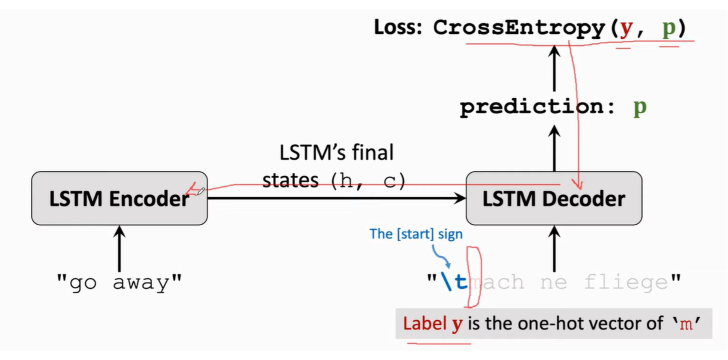 Loss: CrossEntropy(y, p)
prediction: p
LSTM's final
states (h, c)
LSTM Encoder
LSTM Decoder
The [start] sign
"go away"
"\tmach ne fliege"
Label y is the one-hot vector of 'm'